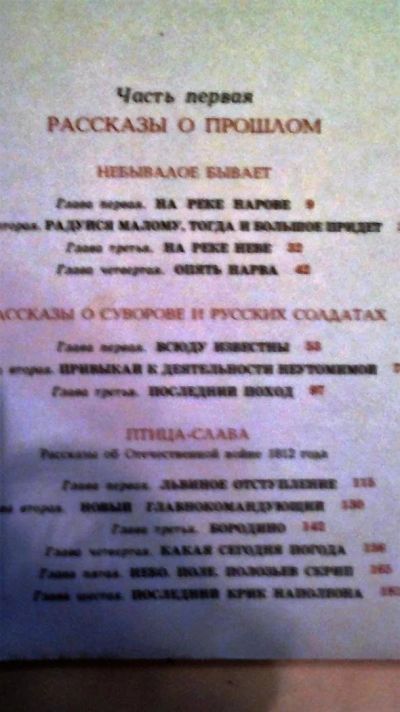 Часть первая
РАССКАЗЫ О ПРОШЛОМ
НЕБЫВАЛОЕ БЫВАЕТ
Глава первая. НА РЕКЕ НАРОВЕ 9
вторая. РАДУЙСЯ МАЛОМУ, ТОГДА И БОЛЬШОЕ ПРИДЕТ
Глава третья. НА РЕКЕ НЕВЕ 32
Глава четвертая. ОПЯТЬ НАРВА 42
АССКАЗЫ О СУВОРОВЕ И РУССКИХ СОЛДАТАХ
Глава первая. ВСЮДУ ИЗВЕСТНЫ 53
вторая. ПРИВЫКАЙ К ДЕЯТЕЛЬНОСТИ НЕУТОМИМОЙ
Глава третья. ПОСЛЕДНИЙ ПОХОД 97
ПТИЦА-СЛАВА
Рассказы об Отечественной войне 1812 года
Глава первая. ЛЬВИНОЕ ОТСТУПЛЕНИЕ 115
вторая. НОВЫЙ ГЛАВНОКОМАНДУЮЩИЙ 130
Глава третья. БОРОДИНО 142
Глава четвертая. КАКАЯ СЕГОДНЯ ПОГОДА 156
Глава пятая. НЕБО. ПОЛЕ. ПОЛОЗЬЕВ СКРИП 165
Глава шестая. ПОСЛЕДНИЙ КРИК НАПОЛЕОНА